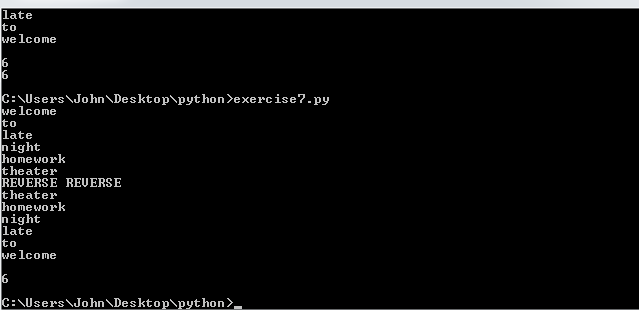 late
to
welcome
6
6
C:\Users\John\Desktop\python>exercise7.py
welcome
to
late
night
homework
theater
REVERSE REVERSE
theater
homework
night
late
to
welcome
6
C:\Users\John\Desktop\python>_